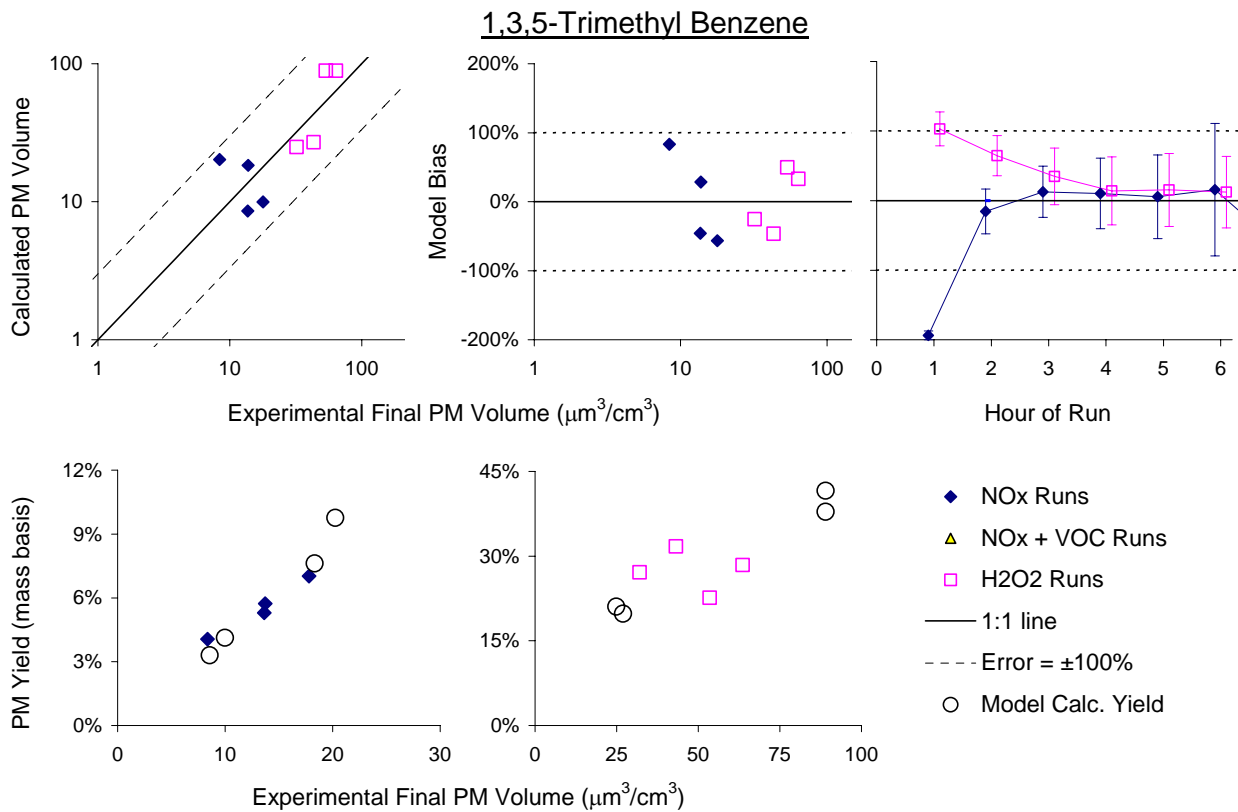 1,3,5-Trimethyl Benzene
Calculated PM Volume
100
10
1
1 10 100
Model Bias
200%
100%
0%
-100%
-200%
1 10 100
0 1 2 3 4 5 6
Experimental Final PM Volume (μm³/cm³)
Hour of Run
PM Yield (mass basis)
12%
9%
6%
3%
0%
0 10 20 30
45%
30%
15%
0%
0 25 50 75 100
Experimental Final PM Volume (μm³/cm³)
NOx Runs
NOx + VOC Runs
H2O2 Runs
1:1 line
Error = ±100%
Model Calc. Yield